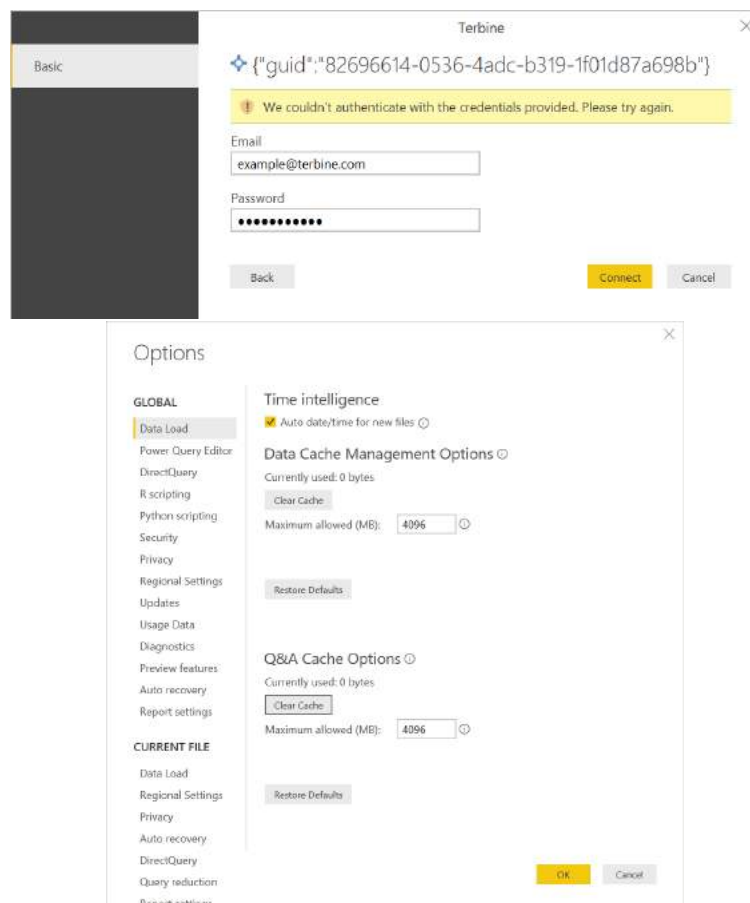 Terbine
Basic
{"guid":"82696614-0536-4adc-b319-1f01d87a698b"}
We couldn't authenticate with the credentials provided. Please try again.
Email
example@terbine.com
Password
Back
Connect
Cancel
Options
GLOBAL
Data Load
Power Query Editor
DirectQuery
R scripting
Python scripting
Security
Privacy
Regional Settings
Updates
Usage Data
Diagnostics
Preview features
Auto recovery
Report settings
CURRENT FILE
Data Load
Regional Settings
Privacy
Auto recovery
DirectQuery
Query reduction
Report settings
Time intelligence
Auto date/time for new files
Data Cache Management Options
Currently used: 0 bytes
Clear Cache
Maximum allowed (MB): 4096
Restore Defaults
Q&A Cache Options
Currently used: 0 bytes
Clear Cache
Maximum allowed (MB): 4096
Restore Defaults
OK
Cancel